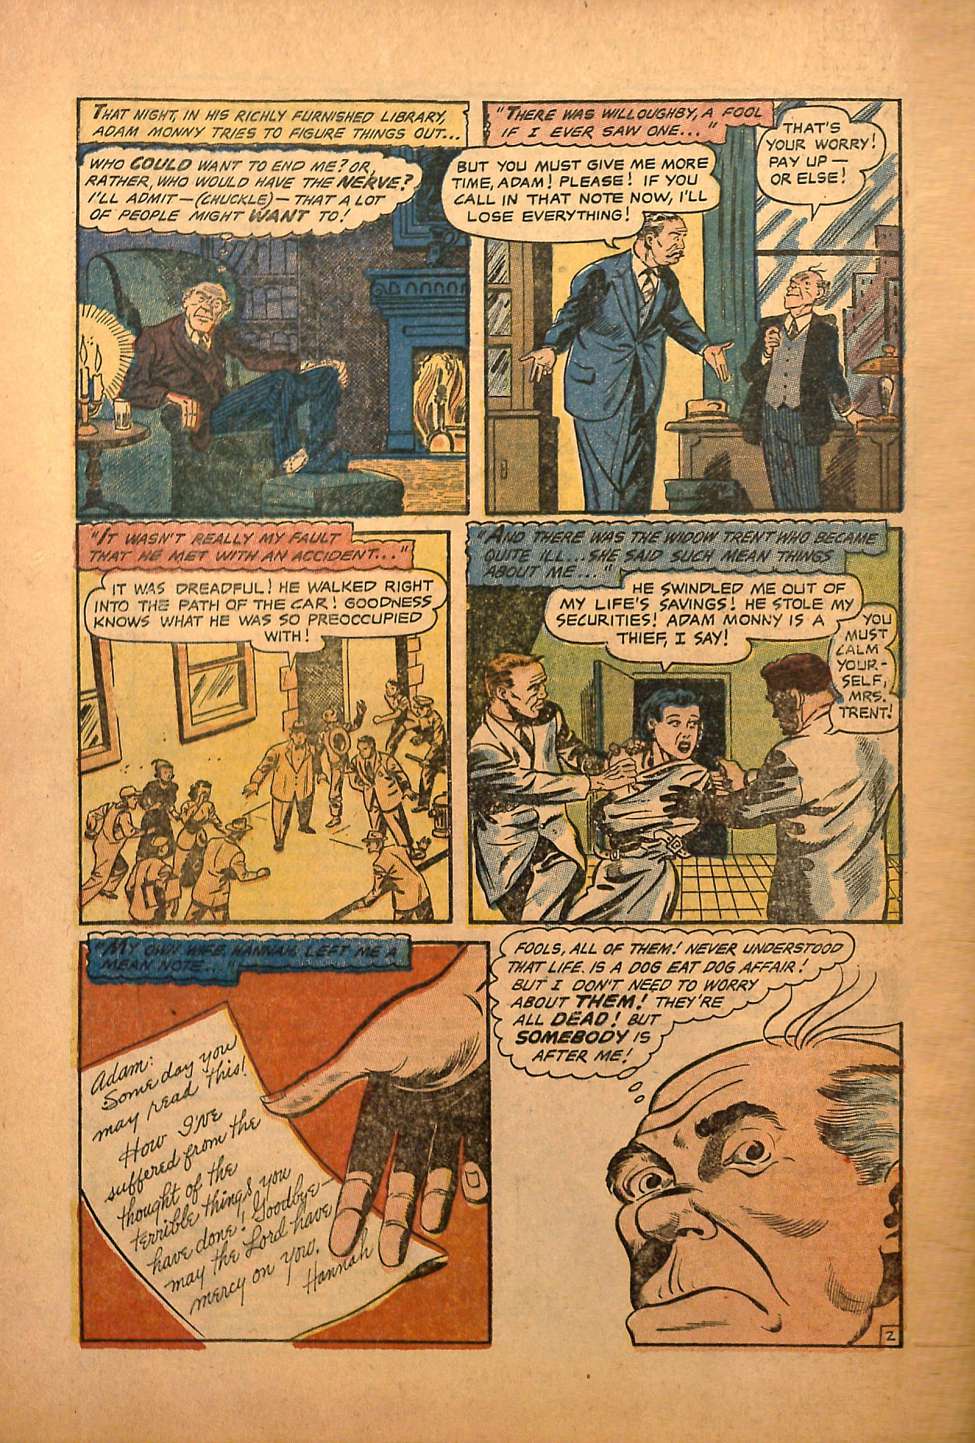 THAT NIGHT, IN HIS RICHLY FURNISHED LIBRARY,
ADAM MONNY TRIES TO FIGURE THINGS OUT...
WHO COULD WANT TO END ME? OR,
RATHER, WHO WOULD HAVE THE NERVE?
I'LL ADMIT—(CHUCKLE)—THAT A LOT
OF PEOPLE MIGHT WANT TO!
"THERE WAS WILLOUGHBY, A FOOL
IF I EVER SAW ONE..."
BUT YOU MUST GIVE ME MORE
TIME, ADAM! PLEASE! IF YOU
CALL IN THAT NOTE NOW, I'LL
LOSE EVERYTHING!
THAT'S
YOUR WORRY!
PAY UP—
OR ELSE!
"IT WASN'T REALLY MY FAULT
THAT HE MET WITH AN ACCIDENT..."
IT WAS DREADFUL! HE WALKED RIGHT
INTO THE PATH OF THE CAR! GOODNESS
KNOWS WHAT HE WAS SO PREOCCUPIED
WITH!
"AND THERE WAS THE WIDOW TRENT WHO BECAME
QUITE ILL...SHE SAID SUCH MEAN THINGS
ABOUT ME..."
HE SWINDLED ME OUT OF
MY LIFE'S SAVINGS! HE STOLE MY
SECURITIES! ADAM MONNY IS A
THIEF, I SAY!
YOU
MUST
CALM
YOUR-
SELF,
MRS.
TRENT!
"MY OWN WIFE, HANNAH, LEFT ME A
MEAN NOTE...
Adam:
Some day you
may read this!
How I've
suffered from the
thought of the
terrible things you
have done! Goodbye—
may the Lord have
mercy on you.
Hannah
FOOLS, ALL OF THEM! NEVER UNDERSTOOD
THAT LIFE IS A DOG EAT DOG AFFAIR!
BUT I DON'T NEED TO WORRY
ABOUT THEM! THEY'RE
ALL DEAD! BUT
SOMEBODY IS
AFTER ME!
2